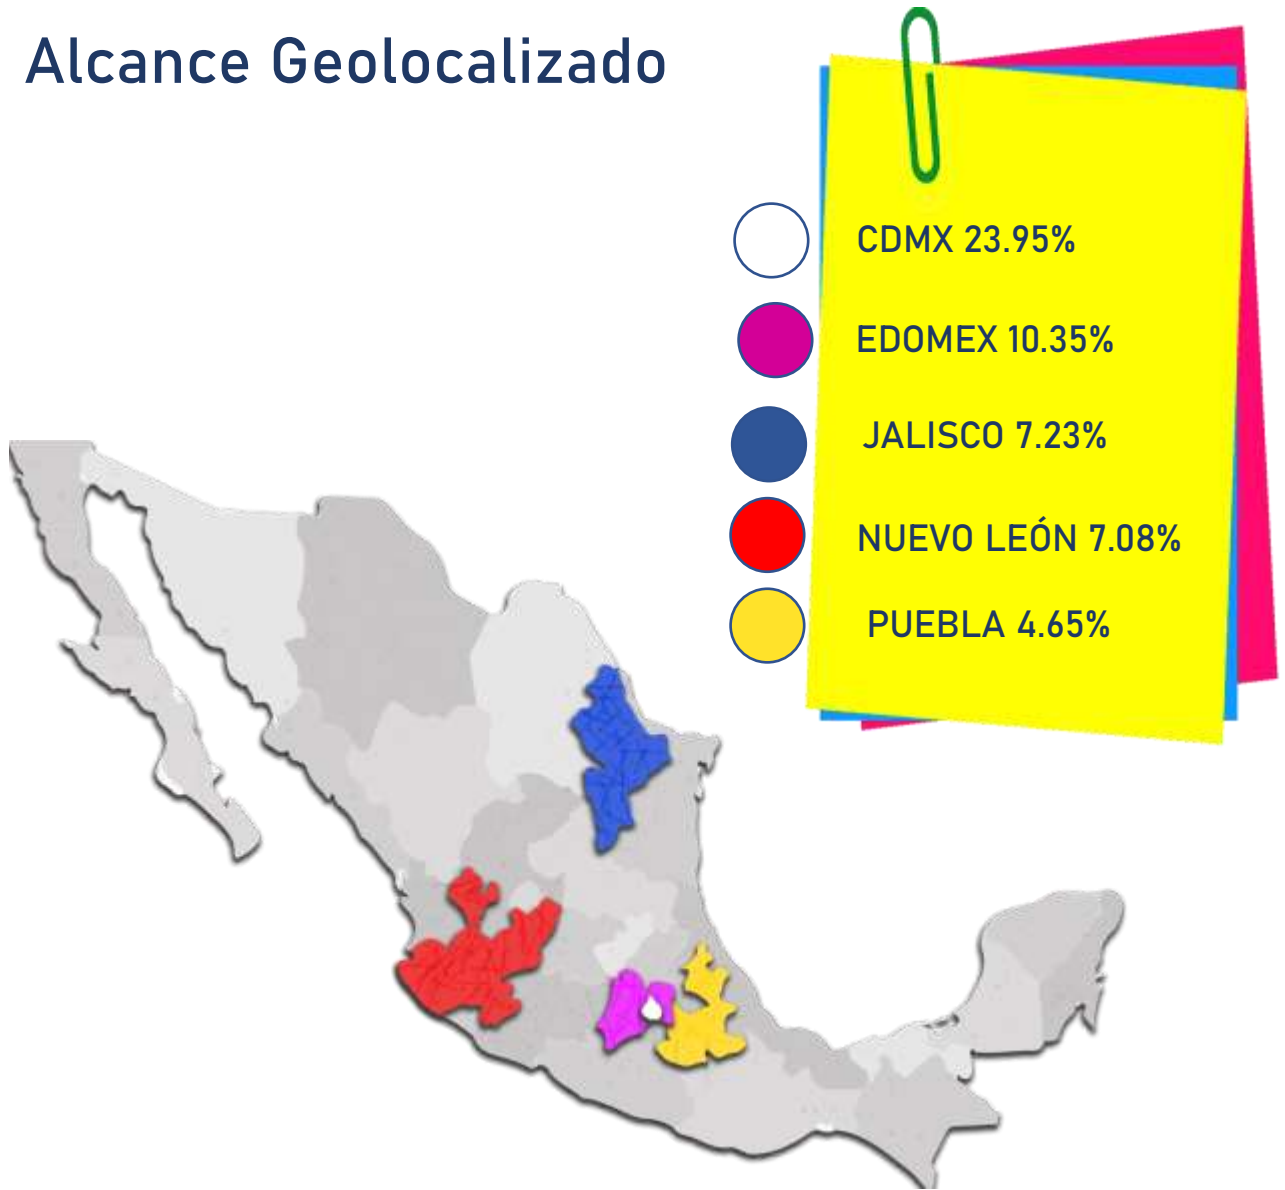 Alcance Geolocalizado
CDMX 23.95%
EDOMEX 10.35%
JALISCO 7.23%
NUEVO LEÓN 7.08%
PUEBLA 4.65%